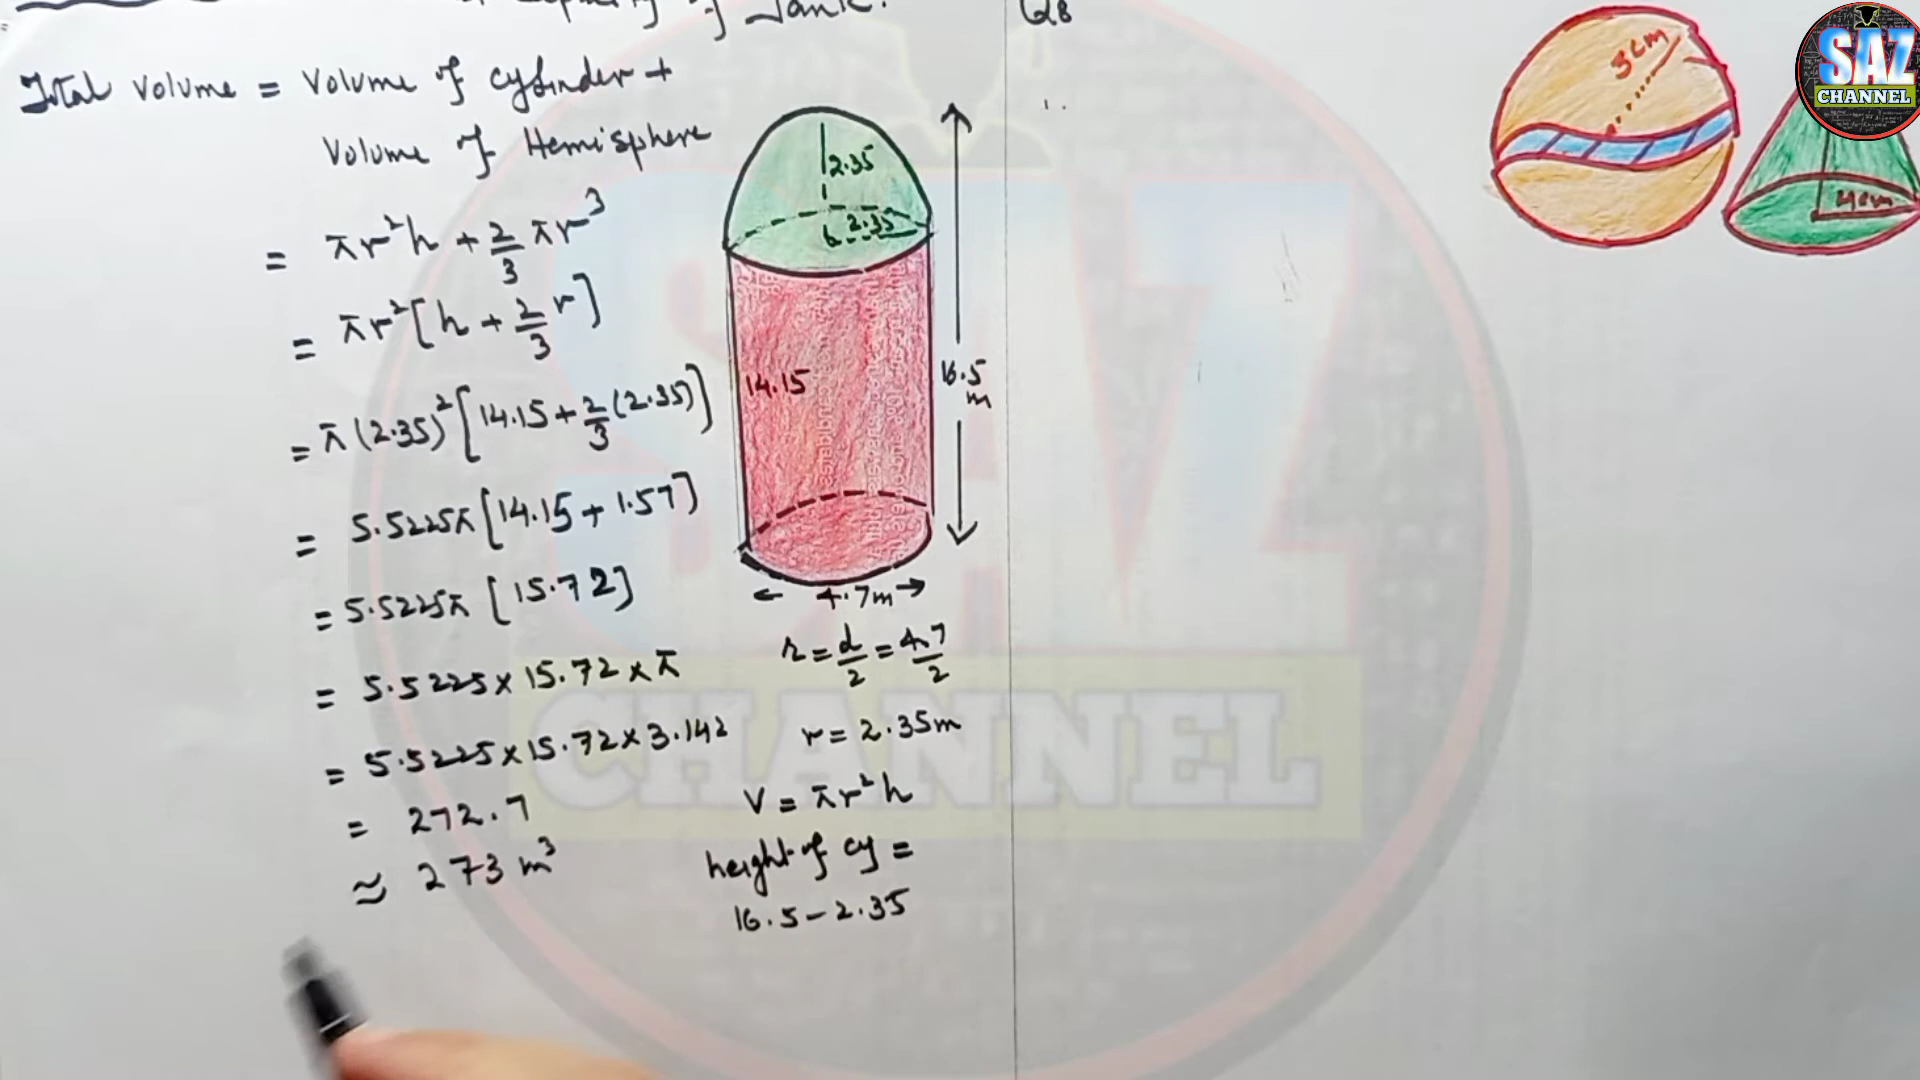 of Tank.
Total Volume = Volume of cylinder +
Volume of Hemisphere
= πr²h + 2/3 πr³
= πr²[h + 2/3 r]
= π(2.35)²[14.15 + 2/3 (2.35)]
= 5.5225π[14.15 + 1.57]
= 5.5225π [15.72]
= 5.5225 × 15.72 × π
= 5.5225 × 15.72 × 3.142
= 272.7
≈ 273 m³
2.35
2.35
14.15
16.5
m
4.7m
r = d/2 = 4.7/2
r = 2.35m
V = πr²h
height of cy =
16.5 - 2.35
Q8
3cm
4cm
SAZ
CHANNEL
SAZ
CHANNEL